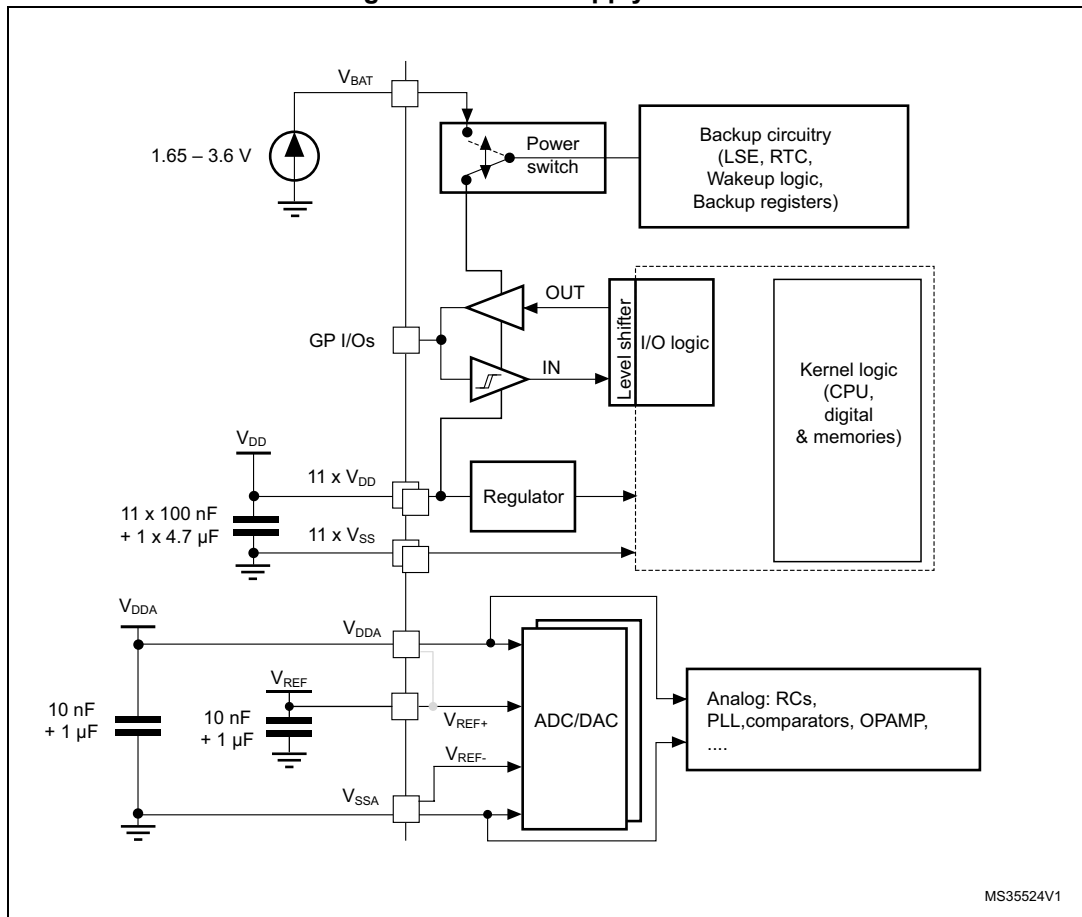 VBAT
1.65 – 3.6 V
Power
switch
Backup circuitry
(LSE, RTC,
Wakeup logic,
Backup registers)
GP I/Os
OUT
IN
Level shifter
I/O logic
Kernel logic
(CPU,
digital
& memories)
VDD
11 x VDD
Regulator
11 x 100 nF
+ 1 x 4.7 µF
11 x VSS
VDDA
VDDA
VREF
10 nF
+ 1 µF
10 nF
+ 1 µF
VREF+
VREF-
VSSA
ADC/DAC
Analog: RCs,
PLL,comparators, OPAMP,
....
MS35524V1